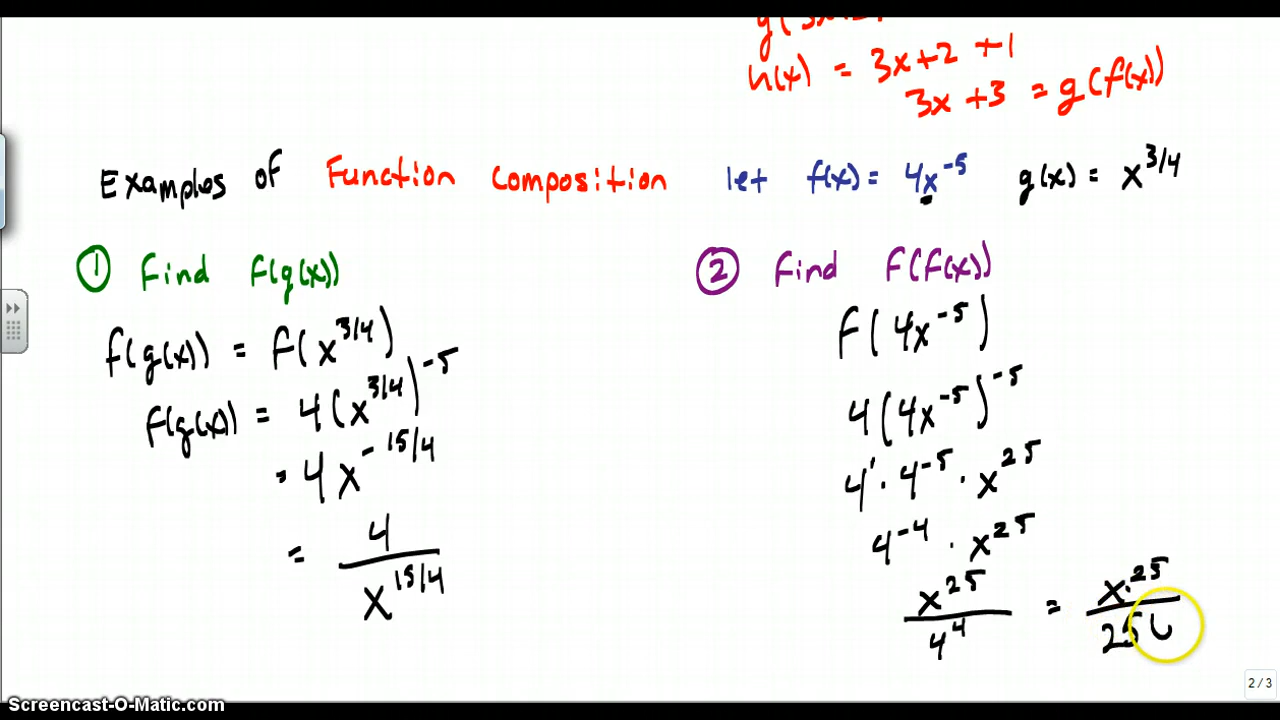 g(3x+2)
h(x) = 3x+2 +1
3x +3 = g(f(x))
Examples of Function Composition let f(x) = 4x^-5 g(x) = x^3/4
① Find f(g(x))
f(g(x)) = f(x^3/4)
f(g(x)) = 4(x^3/4)^-5
= 4x^-15/4
= 4 / x^15/4
② Find F(f(x))
F(4x^-5)
4(4x^-5)^-5
4^1 · 4^-5 · x^25
4^-4 · x^25
x^25 / 4^4 = x^25 / 256
2 / 3
Screencast-O-Matic.com